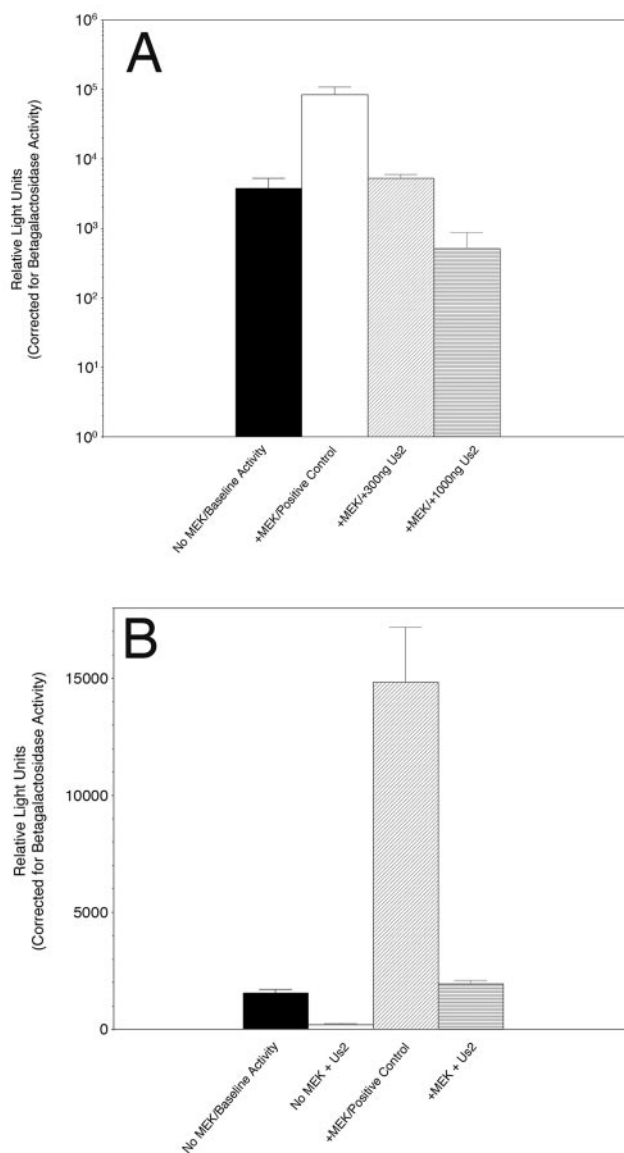 A
10⁶
10⁵
10⁴
10³
10²
10¹
10⁰
Relative Light Units
(Corrected for Betagalactosidase Activity)
No MEK/Baseline Activity
+MEK/Positive Control
+MEK/+300ng Us2
+MEK/+1000ng Us2
B
15000
10000
5000
0
Relative Light Units
(Corrected for Betagalactosidase Activity)
No MEK/Baseline Activity
No MEK + Us2
+MEK/Positive Control
+MEK + Us2